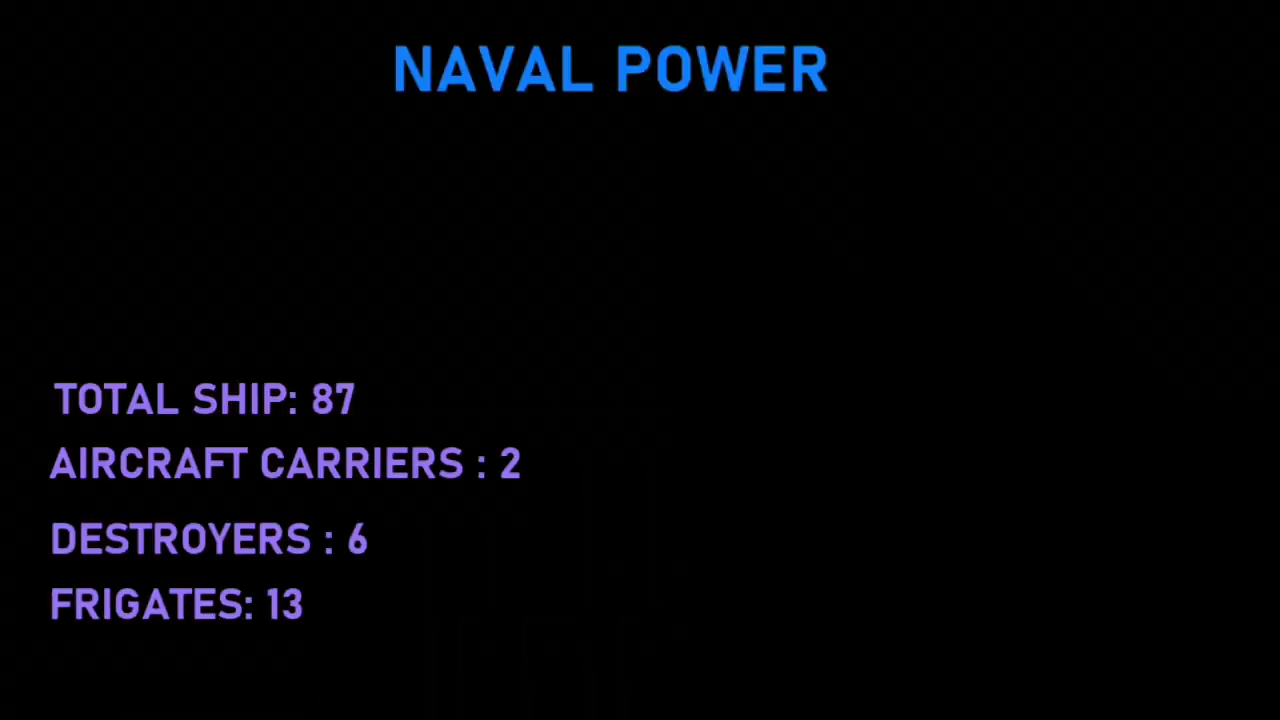 NAVAL POWER
TOTAL SHIP: 87
AIRCRAFT CARRIERS : 2
DESTROYERS : 6
FRIGATES: 13